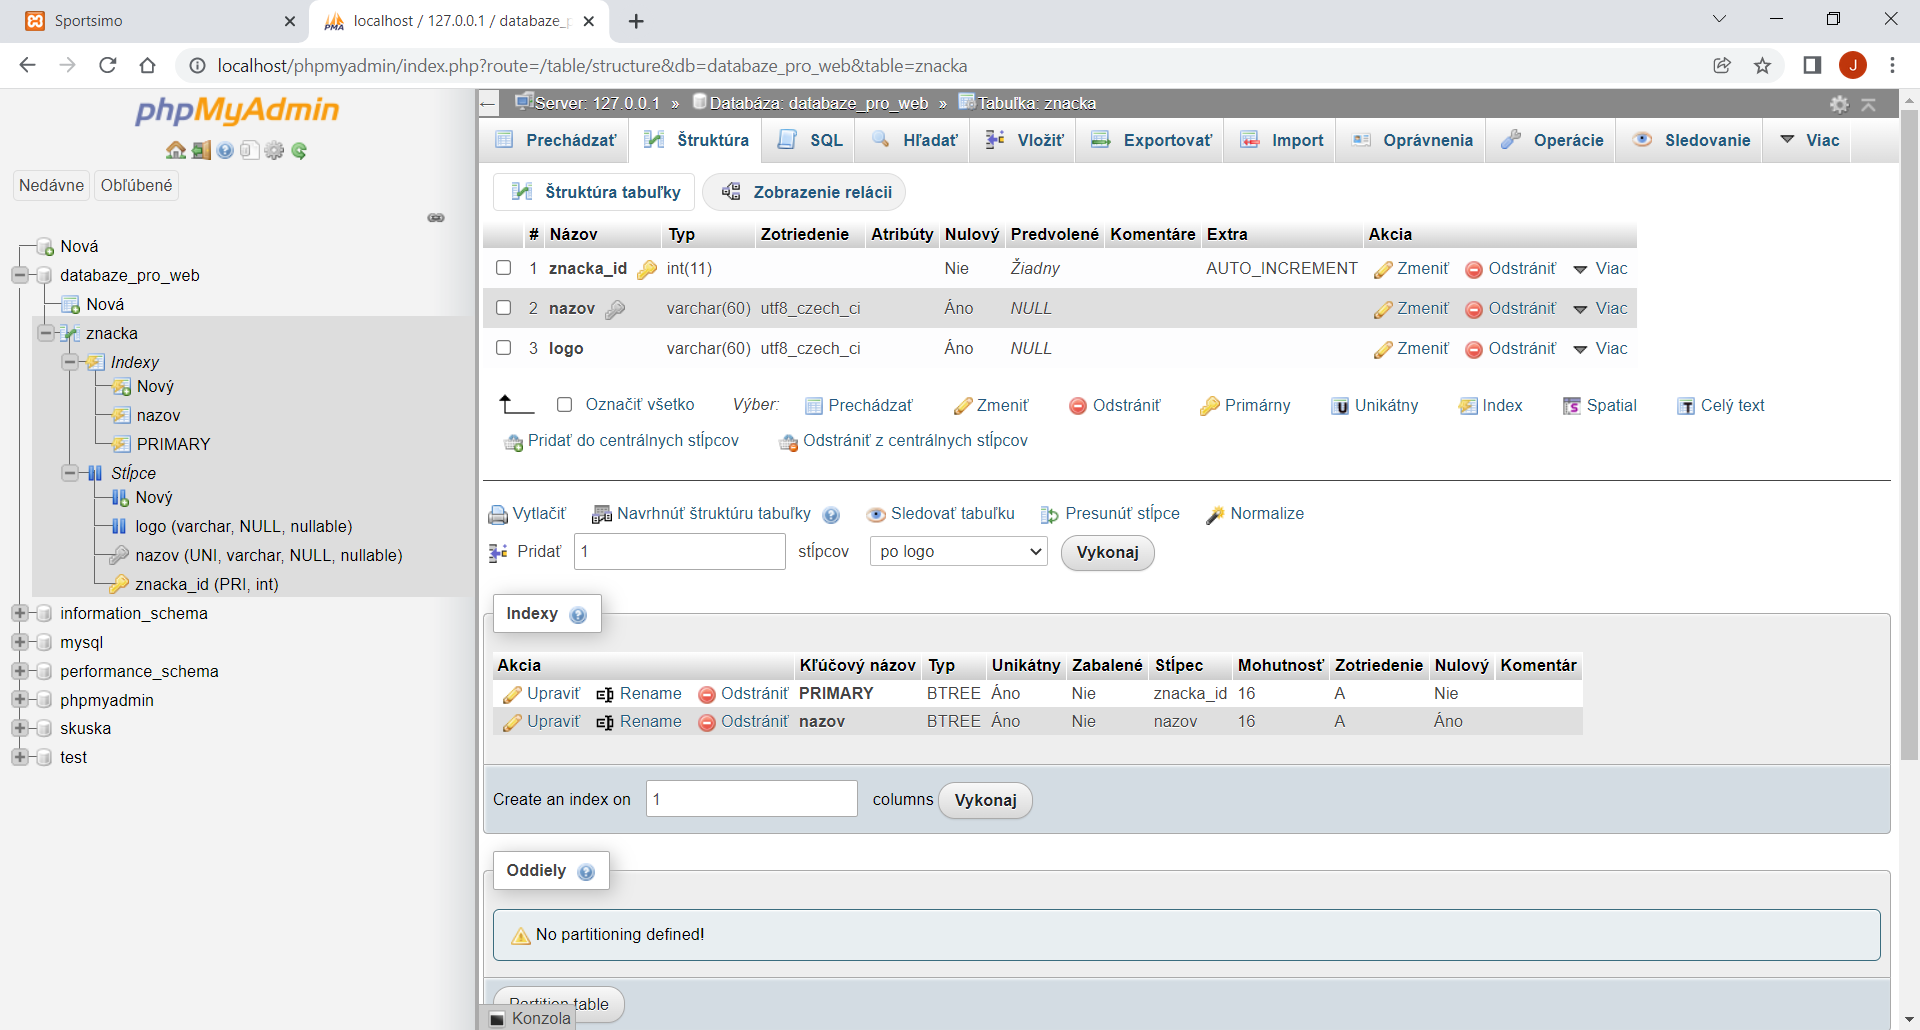 Sportsimo
localhost / 127.0.0.1 / databaze_p
localhost/phpmyadmin/index.php?route=/table/structure&db=databaze_pro_web&table=znacka
J
phpMyAdmin
Nedávne Obľúbené
Nová
databaze_pro_web
Nová
znacka
Indexy
Nový
nazov
PRIMARY
Stĺpce
Nový
logo (varchar, NULL, nullable)
nazov (UNI, varchar, NULL, nullable)
znacka_id (PRI, int)
information_schema
mysql
performance_schema
phpmyadmin
skuska
test
Server: 127.0.0.1 » Databáza: databaze_pro_web » Tabuľka: znacka
Prechádzať Štruktúra SQL Hľadať Vložiť Exportovať Import Oprávnenia Operácie Sledovanie Viac
Štruktúra tabuľky Zobrazenie relácii
# Názov Typ Zotriedenie Atribúty Nulový Predvolené Komentáre Extra Akcia
1 znacka_id int(11) Nie Žiadny AUTO_INCREMENT Zmeniť Odstrániť Viac
2 nazov varchar(60) utf8_czech_ci Áno NULL Zmeniť Odstrániť Viac
3 logo varchar(60) utf8_czech_ci Áno NULL Zmeniť Odstrániť Viac
Označiť všetko Výber: Prechádzať Zmeniť Odstrániť Primárny Unikátny Index Spatial Celý text
Pridať do centrálnych stĺpcov Odstrániť z centrálnych stĺpcov
Vytlačiť Navrhnúť štruktúru tabuľky Sledovať tabuľku Presunúť stĺpce Normalize
Pridať 1 stĺpcov po logo Vykonaj
Indexy
Akcia Kľúčový názov Typ Unikátny Zabalené Stĺpec Mohutnosť Zotriedenie Nulový Komentár
Upraviť Rename Odstrániť PRIMARY BTREE Áno Nie znacka_id 16 A Nie
Upraviť Rename Odstrániť nazov BTREE Áno Nie nazov 16 A Áno
Create an index on 1 columns Vykonaj
Oddiely
No partitioning defined!
Partition table
Konzola